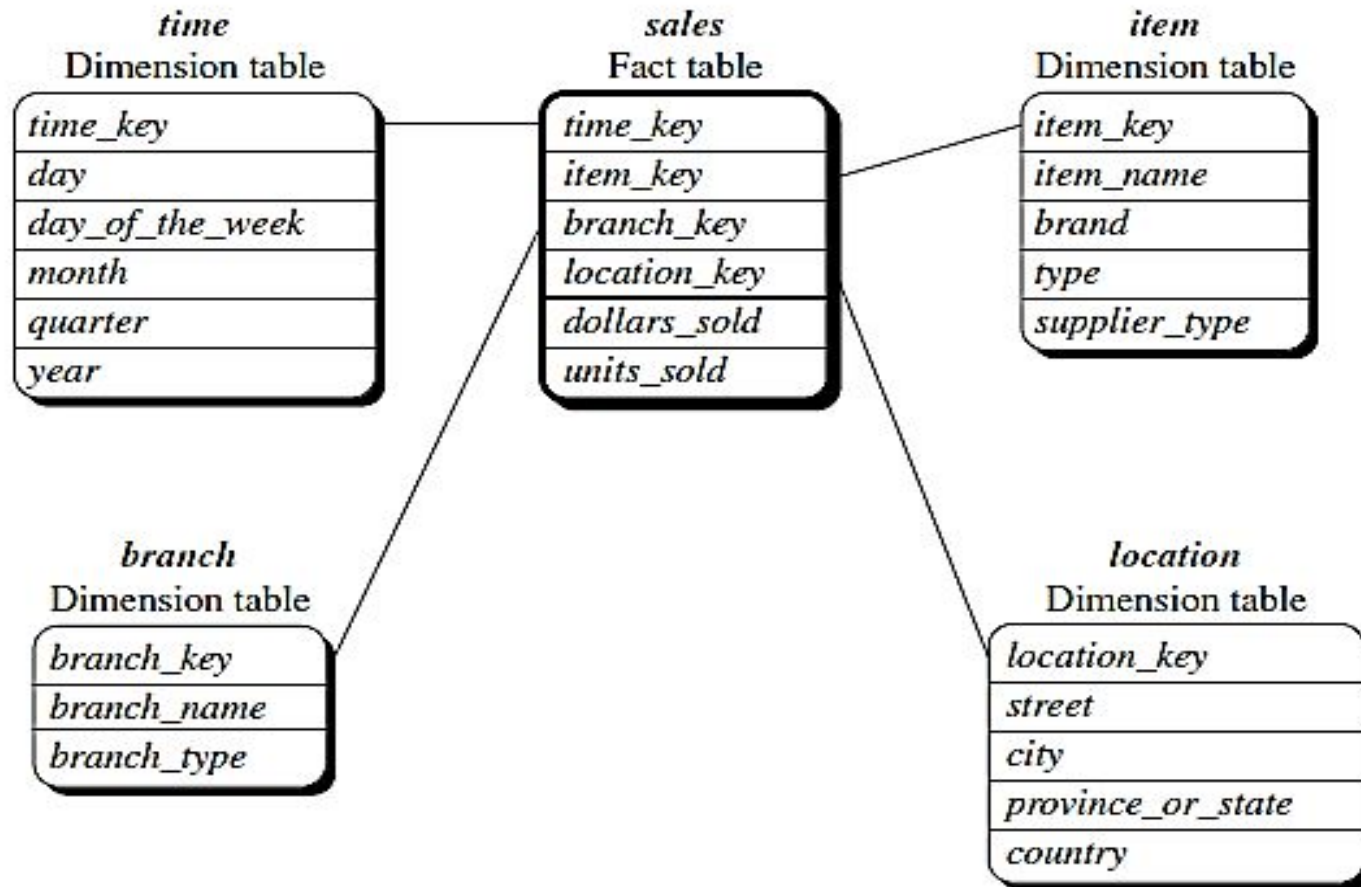 time
Dimension table
time_key
day
day_of_the_week
month
quarter
year
sales
Fact table
time_key
item_key
branch_key
location_key
dollars_sold
units_sold
item
Dimension table
item_key
item_name
brand
type
supplier_type
branch
Dimension table
branch_key
branch_name
branch_type
location
Dimension table
location_key
street
city
province_or_state
country